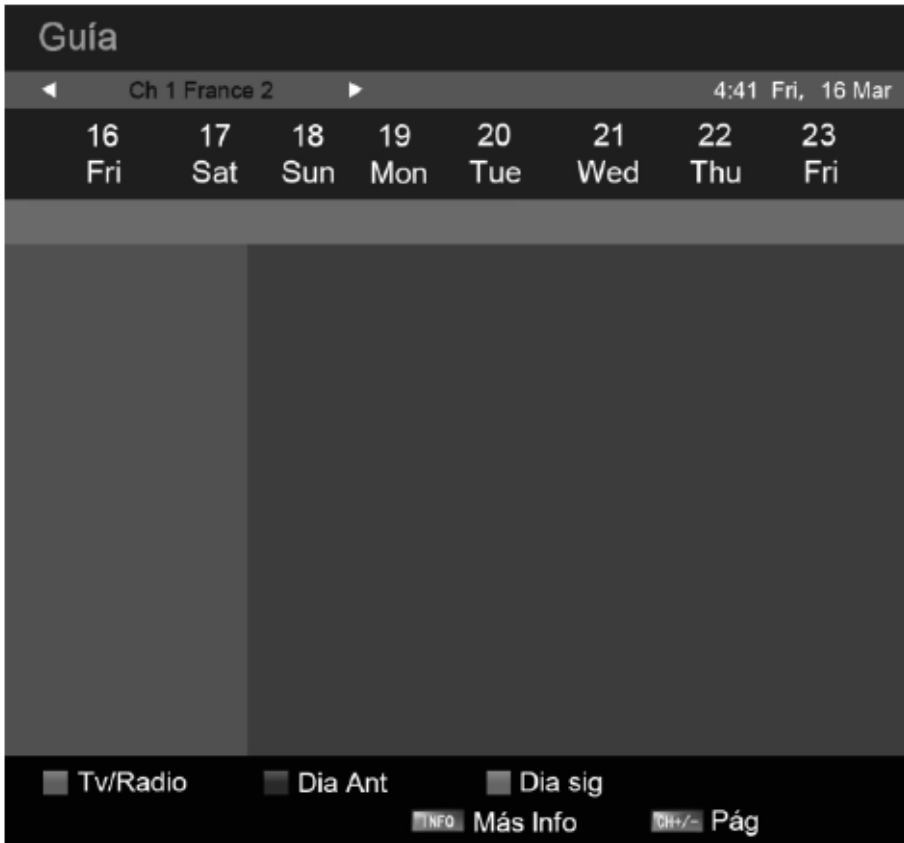 Guía
Ch 1 France 2 4:41 Fri, 16 Mar
16 17 18 19 20 21 22 23
Fri Sat Sun Mon Tue Wed Thu Fri
Tv/Radio Dia Ant Dia sig
INFO Más Info CH+/- Pág